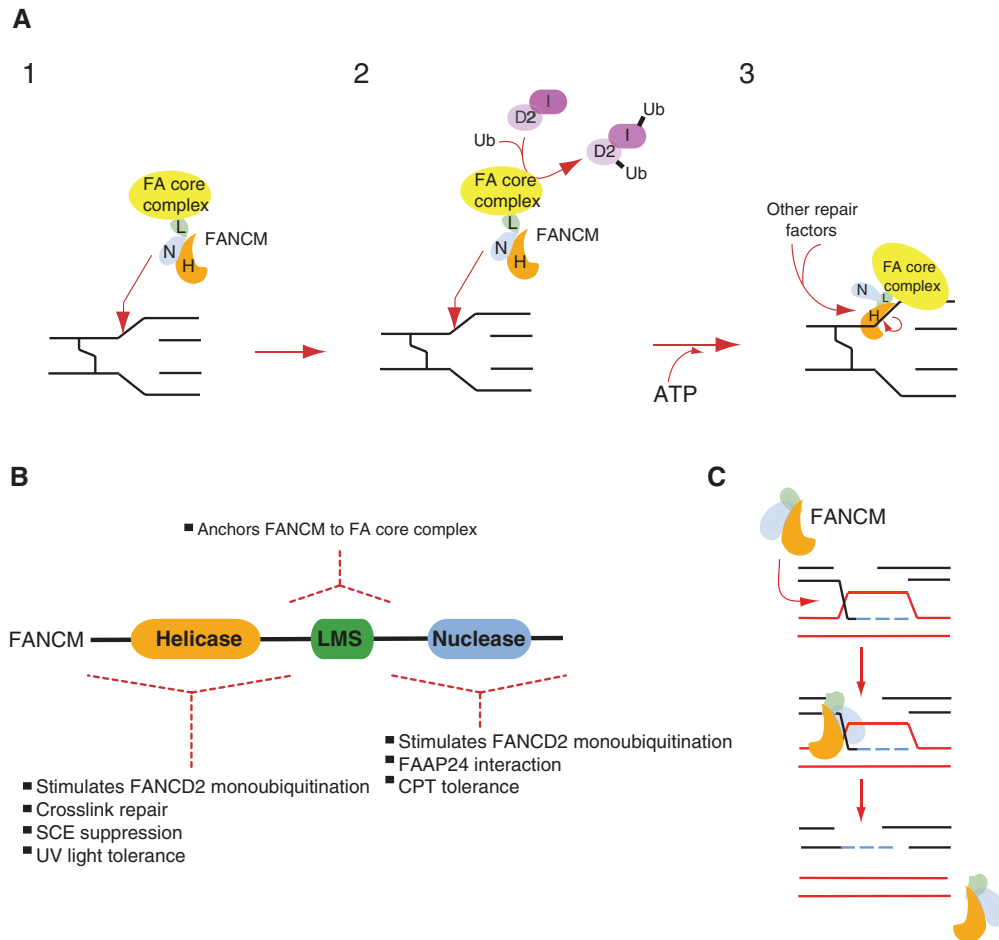 A
1
2
3
FA core
complex
L
N
H
FANCM
D2
I
Ub
Ub
I
D2
Ub
FA core
complex
L
N
H
FANCM
ATP
Other repair
factors
FA core
complex
N
L
H
B
■ Anchors FANCM to FA core complex
FANCM
Helicase
LMS
Nuclease
■ Stimulates FANCD2 monoubiquitination
■ Crosslink repair
■ SCE suppression
■ UV light tolerance
■ Stimulates FANCD2 monoubiquitination
■ FAAP24 interaction
■ CPT tolerance
C
FANCM